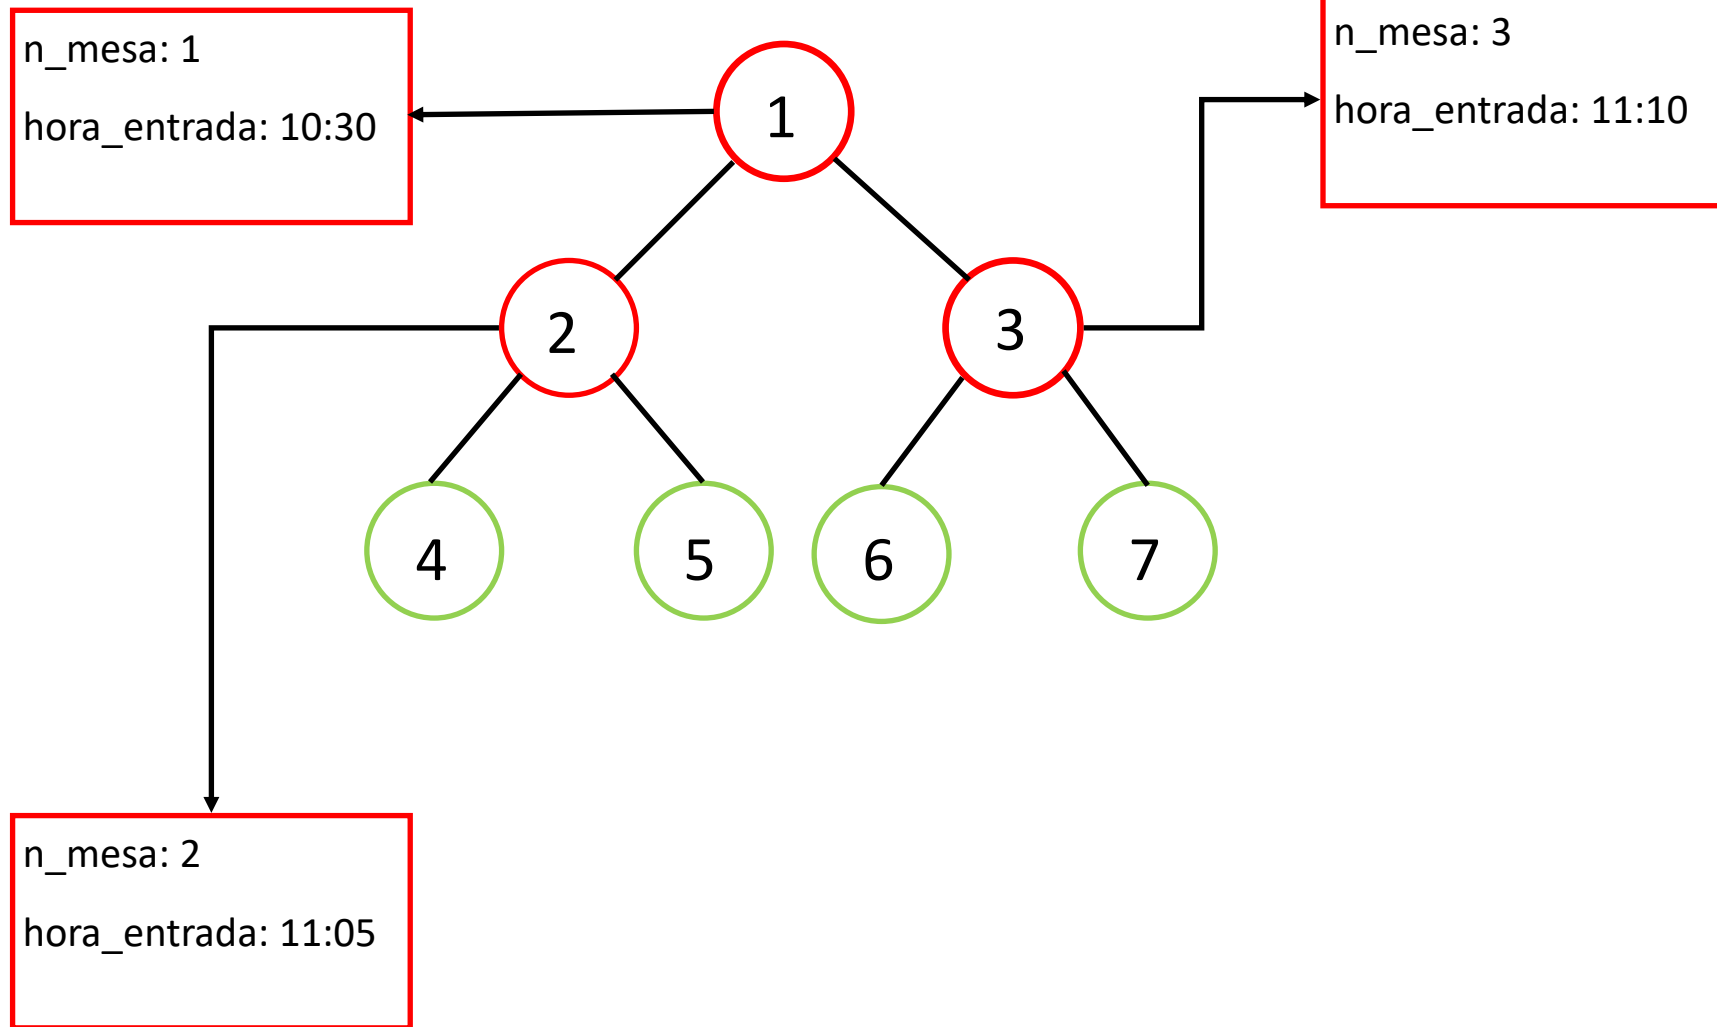 n_mesa: 1
hora_entrada: 10:30
n_mesa: 3
hora_entrada: 11:10
1
2
3
4
5
6
7
n_mesa: 2
hora_entrada: 11:05